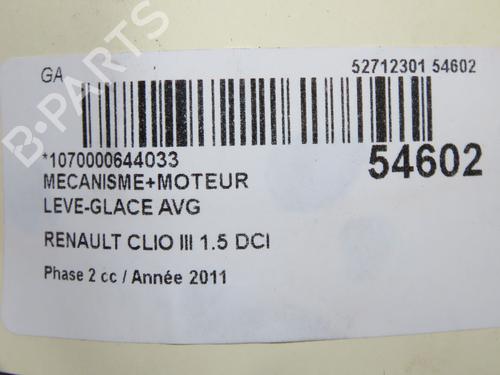 GA
52712301 54602
*1070000644033
54602
MECANISME+MOTEUR
LEVE-GLACE AVG
RENAULT CLIO III 1.5 DCI
Phase 2 cc / Année 2011
B-PARTS